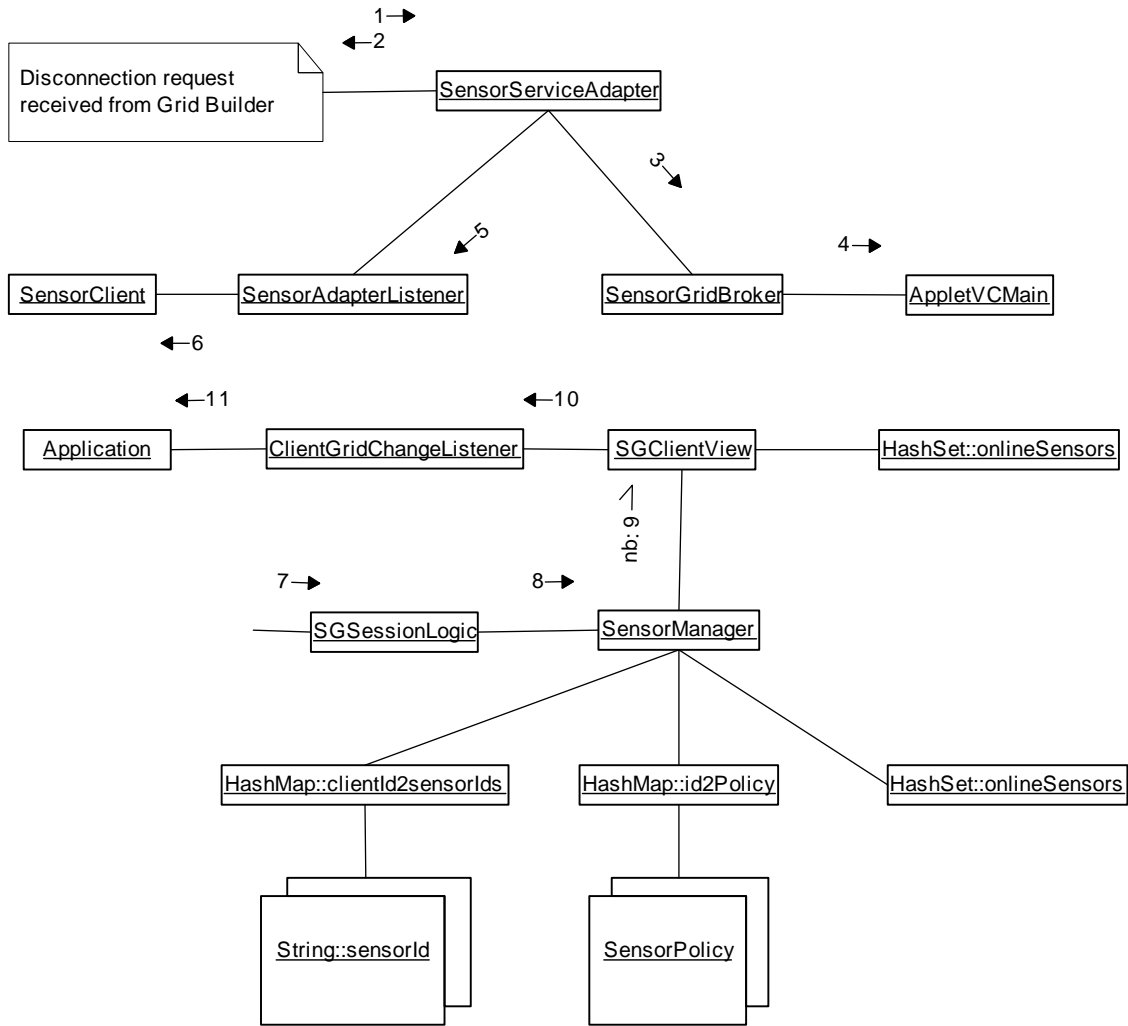 1
2
Disconnection request
received from Grid Builder
SensorServiceAdapter
3
5
4
SensorClient
SensorAdapterListener
SensorGridBroker
AppletVCMain
6
11
10
Application
ClientGridChangeListener
SGClientView
HashSet::onlineSensors
nb: 9
7
8
SGSessionLogic
SensorManager
HashMap::clientId2sensorIds
HashMap::id2Policy
HashSet::onlineSensors
String::sensorId
SensorPolicy